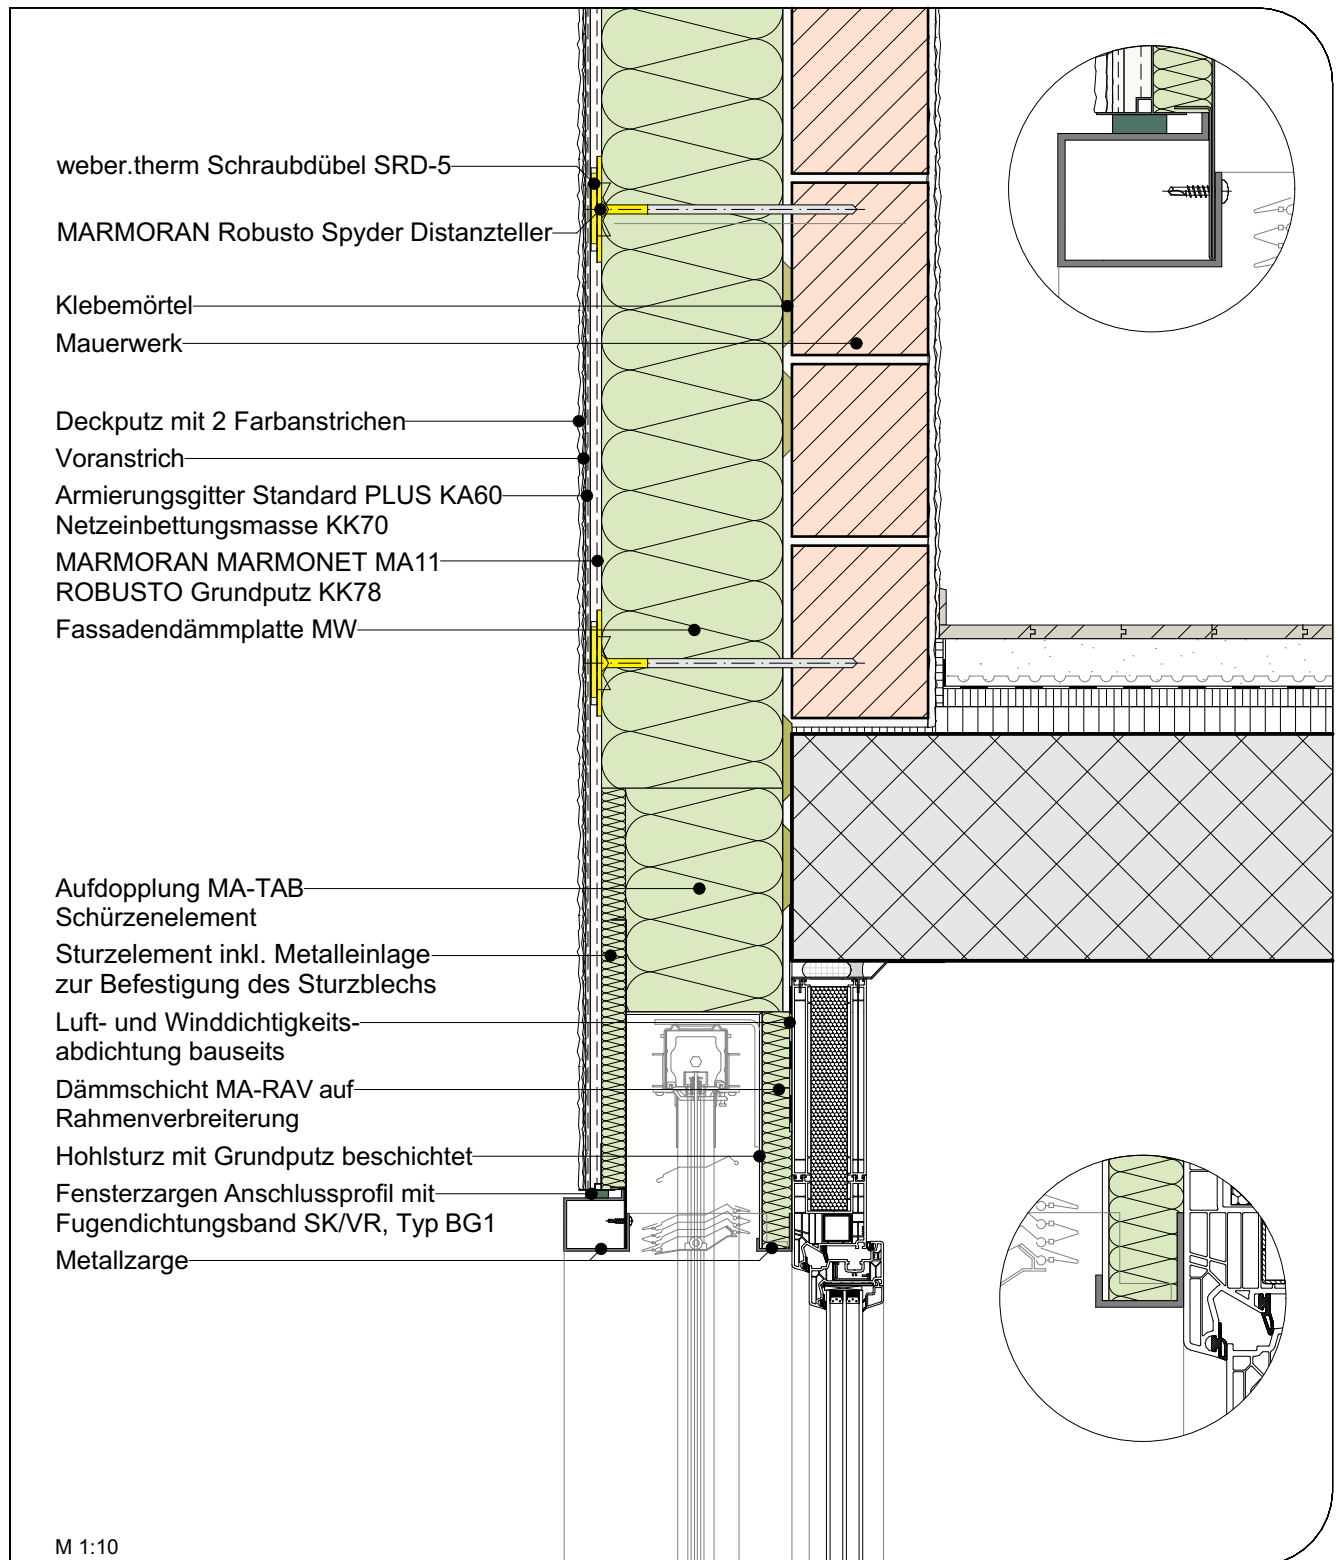 weber.therm Schraubdübel SRD-5
MARMORAN Robusto Spyder Distanzteller
Klebemörtel
Mauerwerk
Deckputz mit 2 Farbanstrichen
Voranstrich
Armierungsgitter Standard PLUS KA60
Netzeinbettungsmasse KK70
MARMORAN MARMONET MA11
ROBUSTO Grundputz KK78
Fassadendämmplatte MW
Aufdopplung MA-TAB
Schürzenelement
Sturzelement inkl. Metalleinlage
zur Befestigung des Sturzblechs
Luft- und Winddichtigkeits-
abdichtung bauseits
Dämmschicht MA-RAV auf
Rahmenverbreiterung
Hohlsturz mit Grundputz beschichtet
Fensterzargen Anschlussprofil mit
Fugendichtungsband SK/VR, Typ BG1
Metallzarge
M 1:10